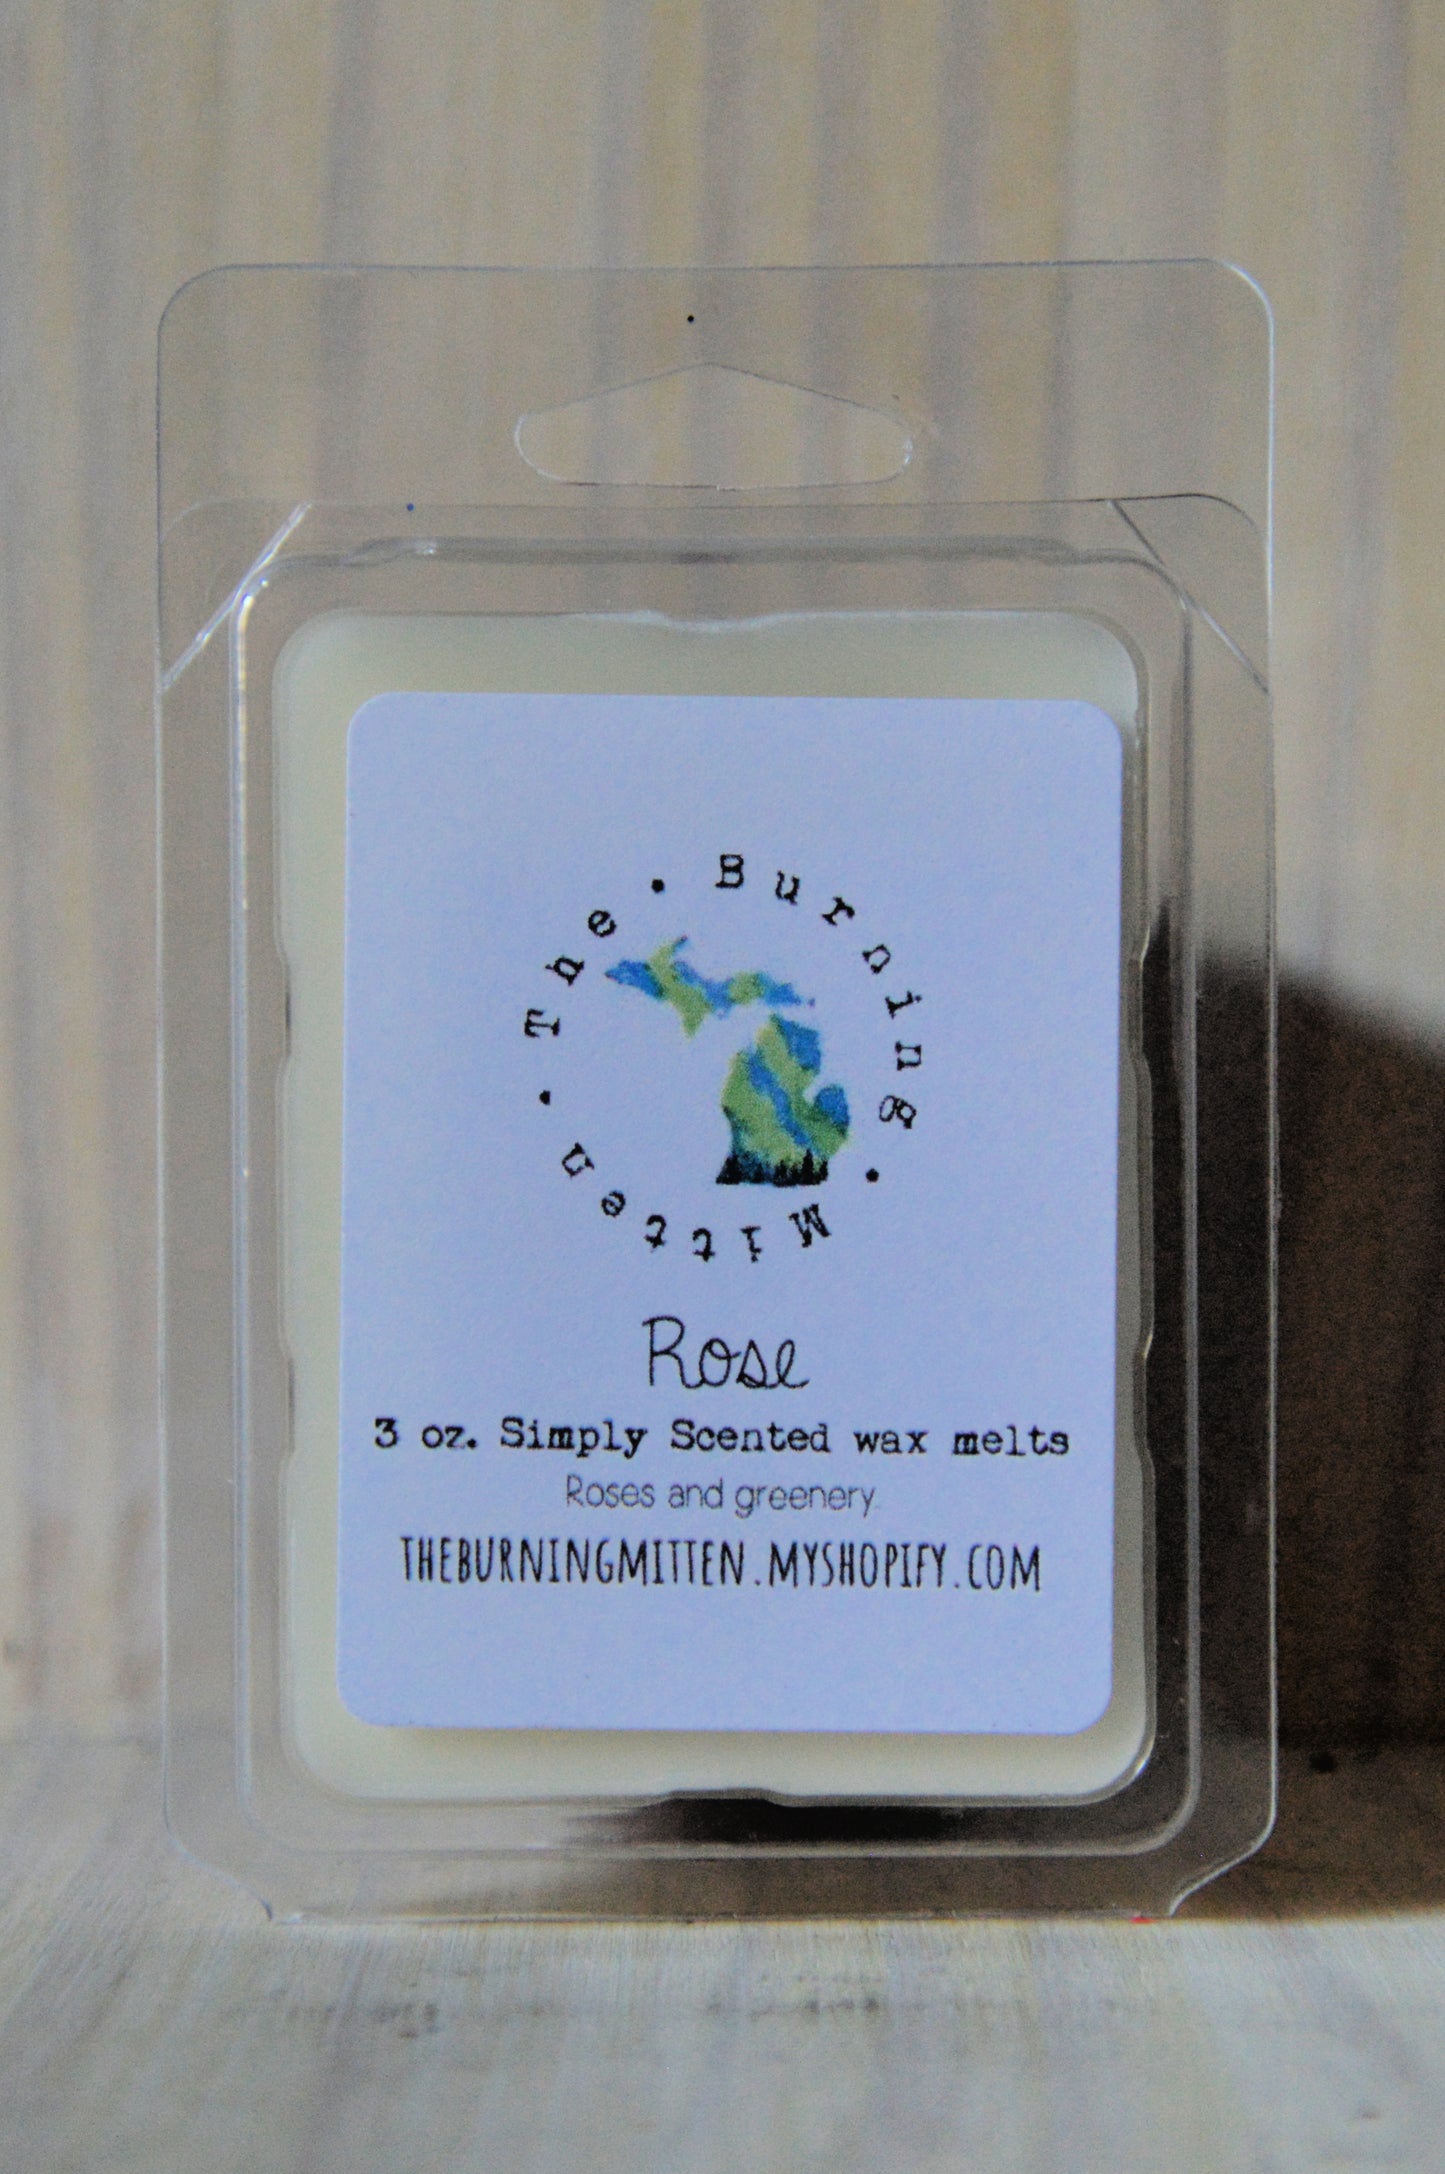 The • Burning • Mitten •
Rose
3 oz. Simply Scented wax melts
Roses and greenery.
THEBURNINGMITTEN.MYSHOPIFY.COM